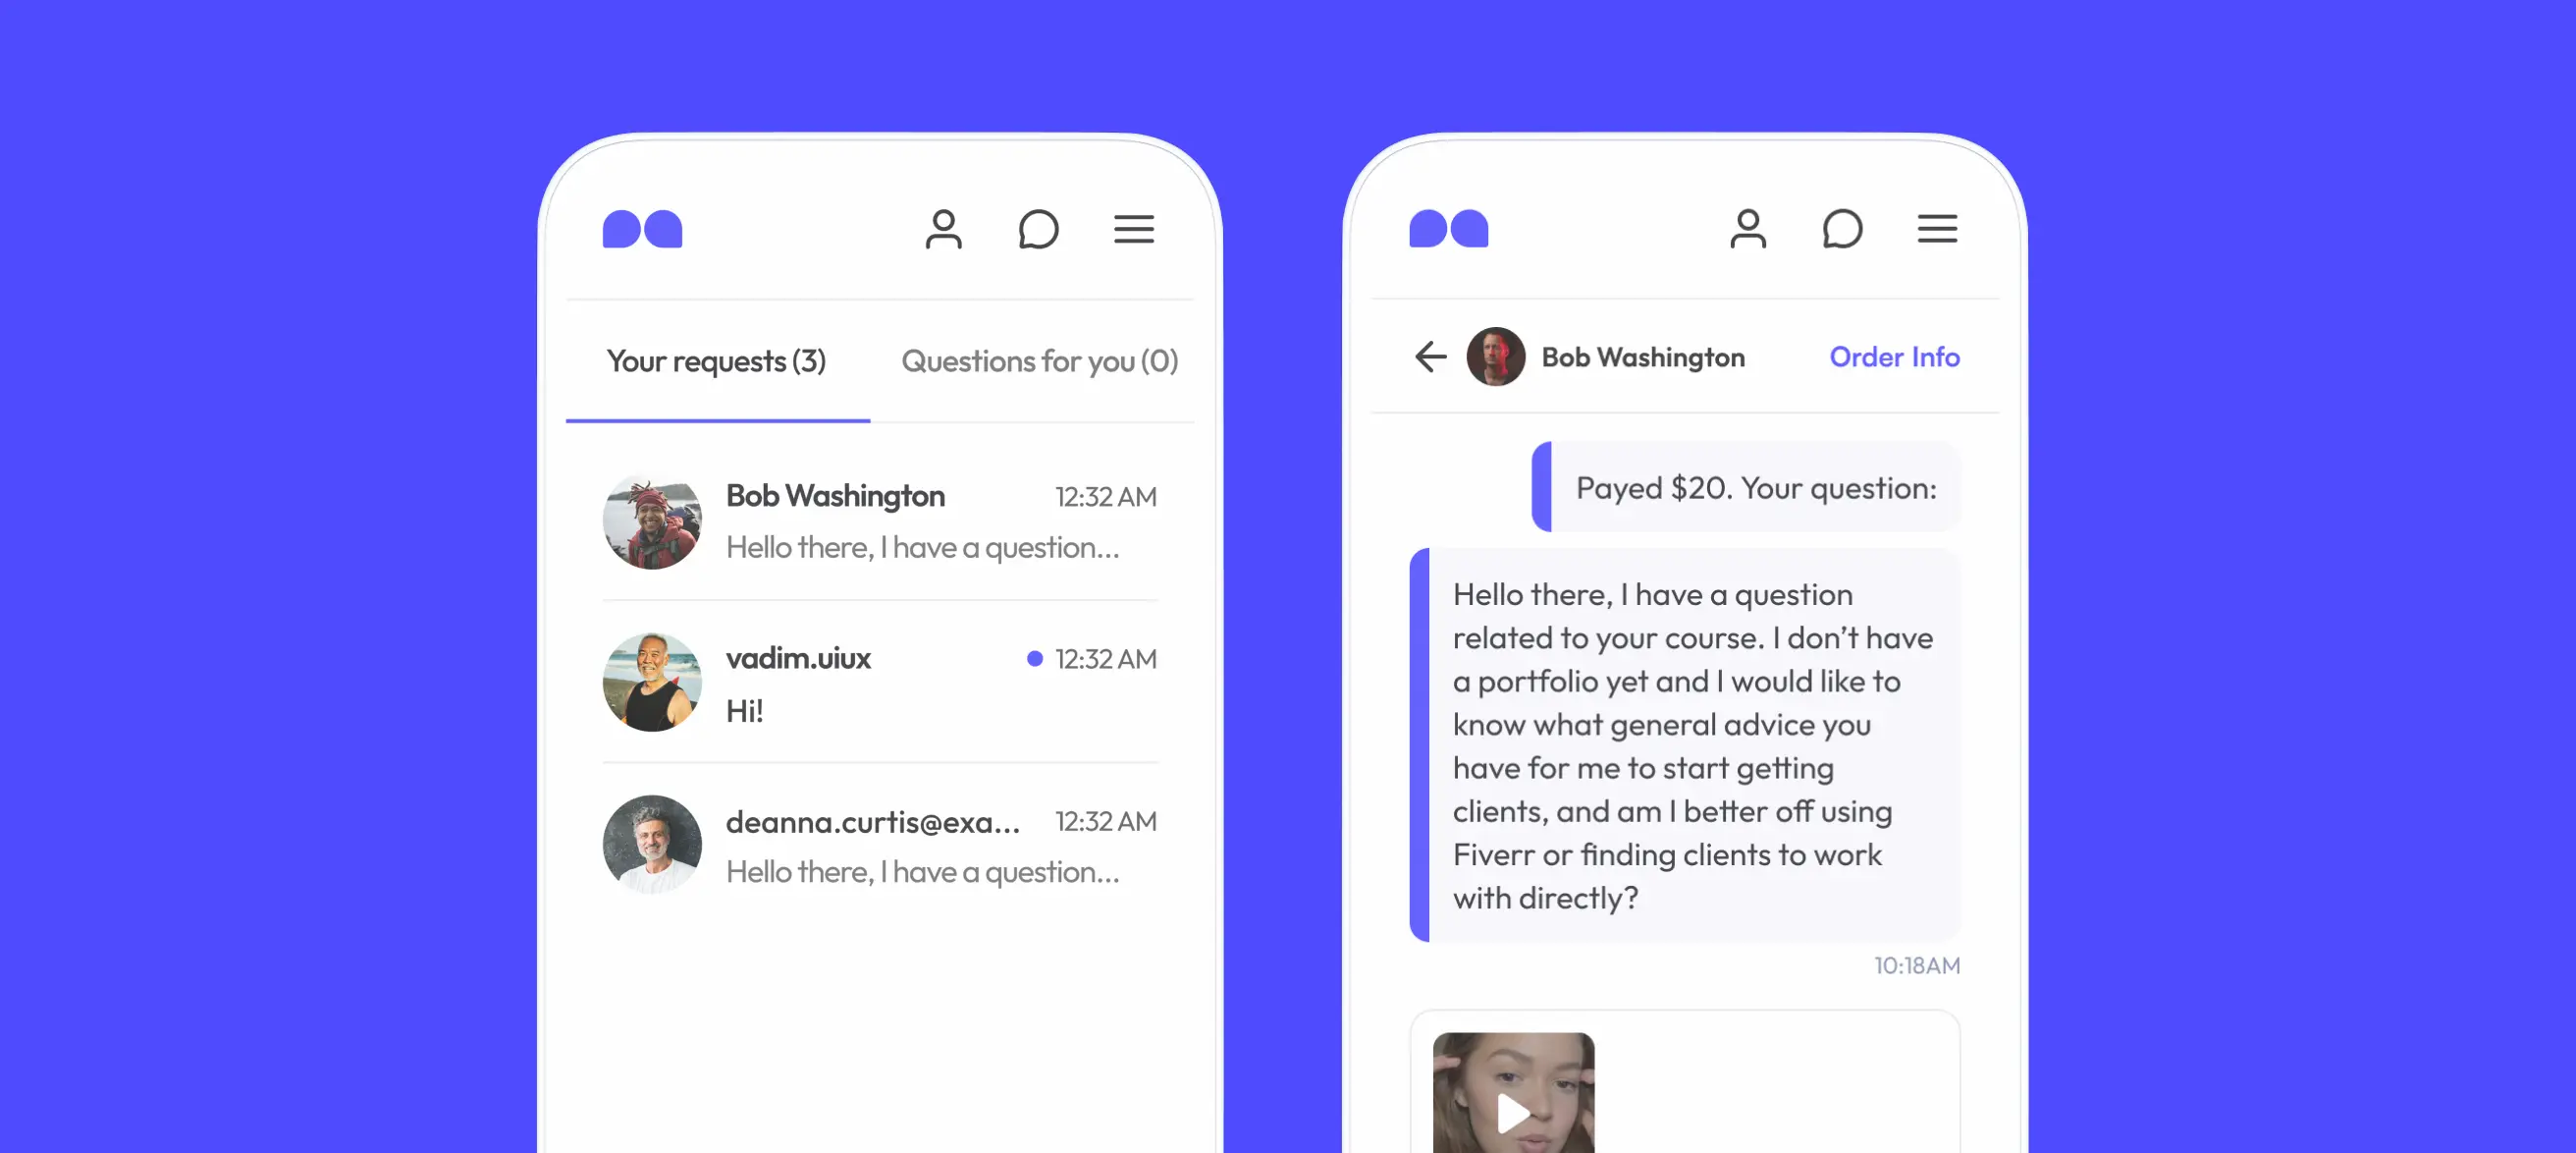 Your requests (3)
Questions for you (0)
Bob Washington
12:32 AM
Hello there, I have a question...
vadim.uiux
12:32 AM
Hi!
deanna.curtis@exa...
12:32 AM
Hello there, I have a question...
Bob Washington
Order Info
Payed $20. Your question:
Hello there, I have a question
related to your course. I don’t have
a portfolio yet and I would like to
know what general advice you
have for me to start getting
clients, and am I better off using
Fiverr or finding clients to work
with directly?
10:18AM